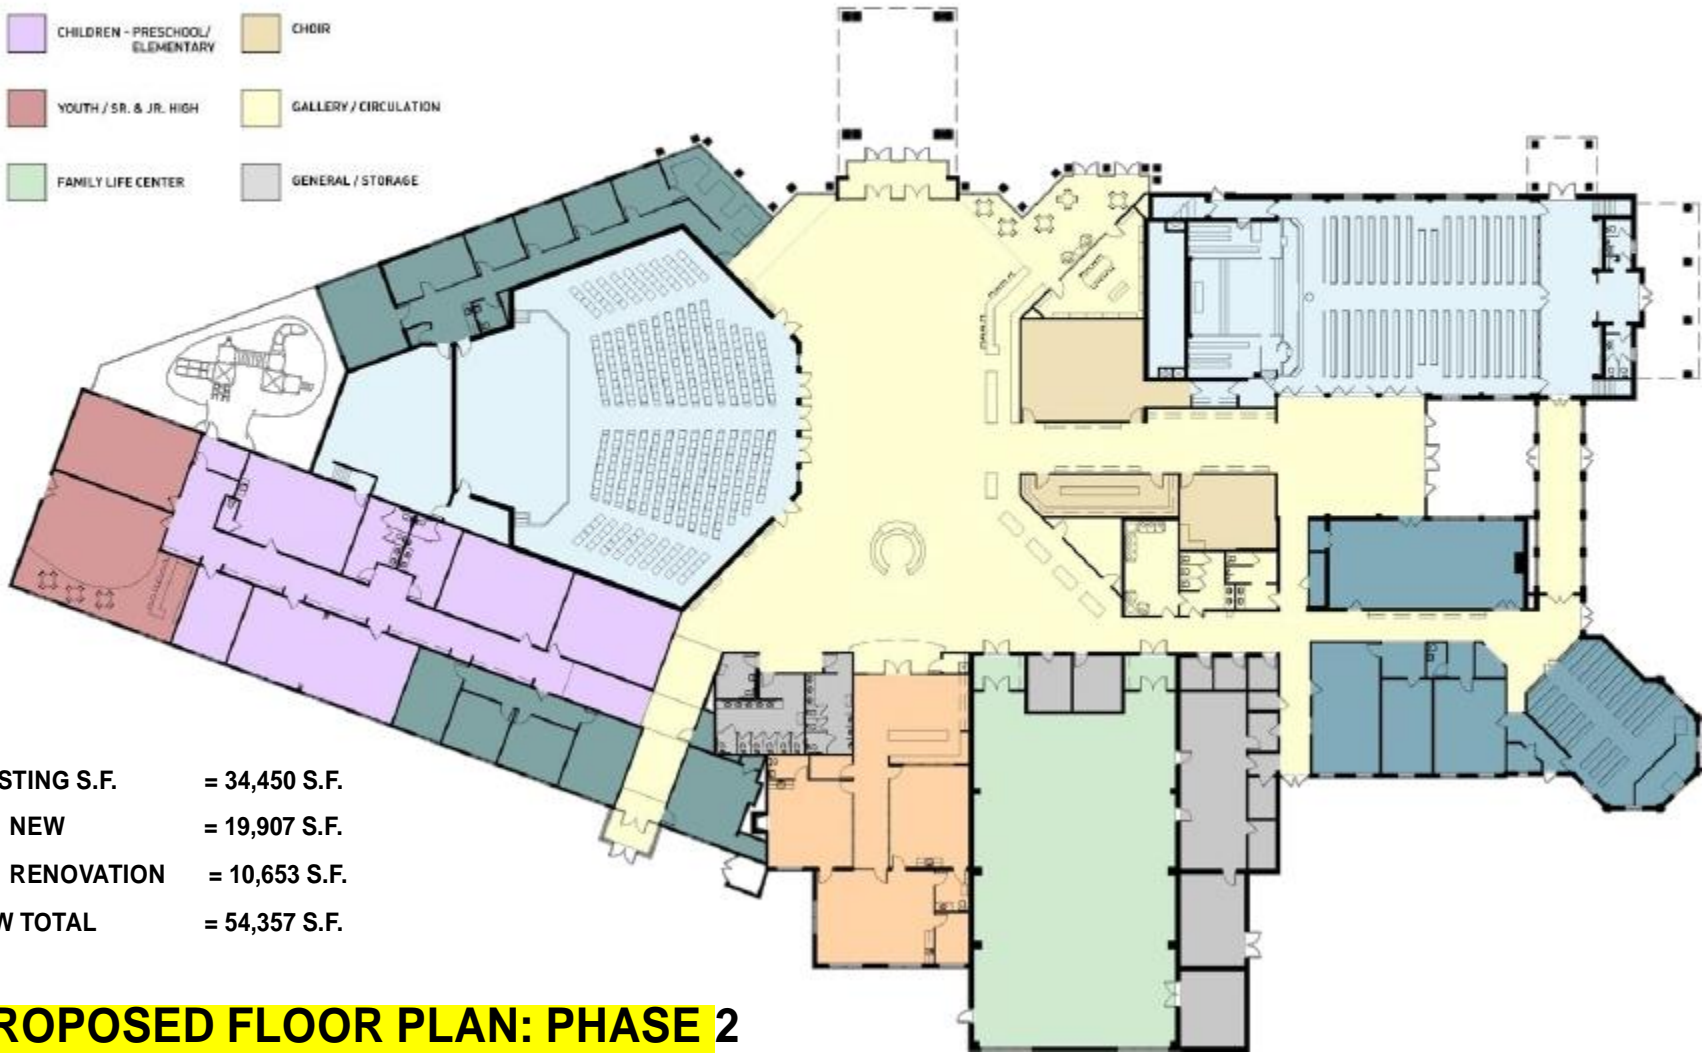 CHILDREN - PRESCHOOL/
ELEMENTARY
CHOIR
YOUTH / SR. & JR. HIGH
GALLERY / CIRCULATION
FAMILY LIFE CENTER
GENERAL / STORAGE
STING S.F. = 34,450 S.F.
NEW = 19,907 S.F.
RENOVATION = 10,653 S.F.
W TOTAL = 54,357 S.F.
ROPOSED FLOOR PLAN: PHASE 2